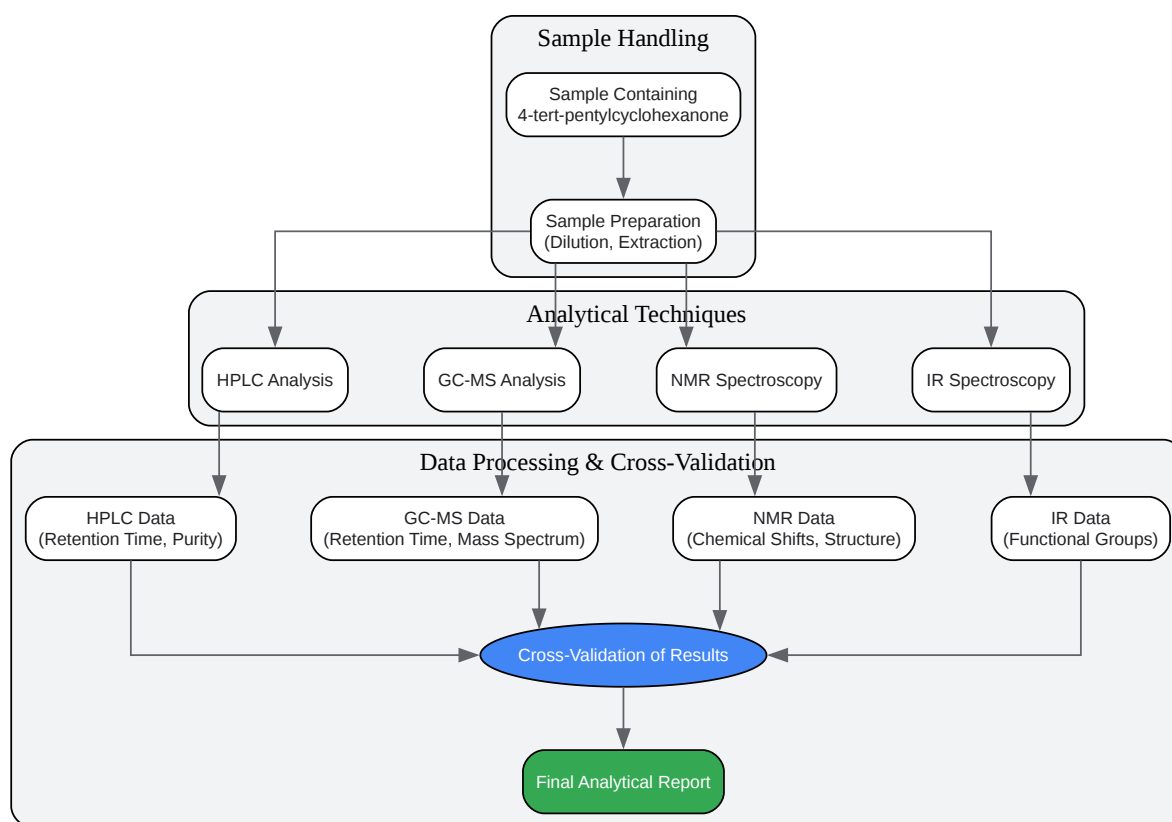 Sample Handling
Sample Containing
4-tert-pentylcyclohexanone
Sample Preparation
(Dilution, Extraction)
Analytical Techniques
HPLC Analysis
GC-MS Analysis
NMR Spectroscopy
IR Spectroscopy
Data Processing & Cross-Validation
HPLC Data
(Retention Time, Purity)
GC-MS Data
(Retention Time, Mass Spectrum)
NMR Data
(Chemical Shifts, Structure)
IR Data
(Functional Groups)
Cross-Validation of Results
Final Analytical Report